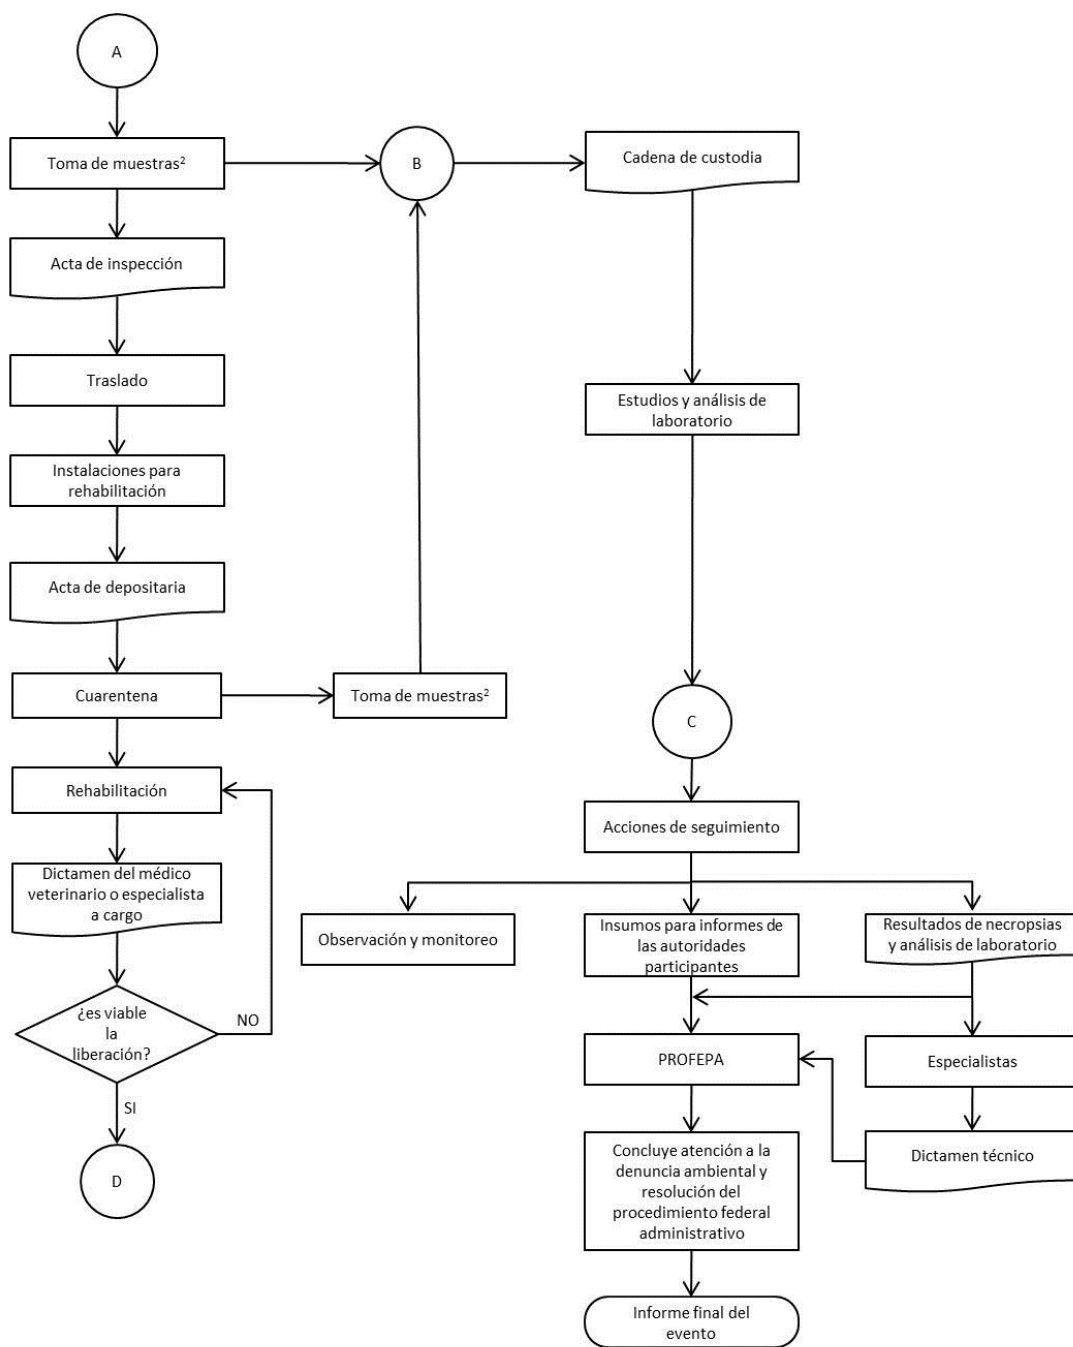 A
Toma de muestras²
B
Cadena de custodia
Acta de inspección
Traslado
Estudios y análisis de
laboratorio
Instalaciones para
rehabilitación
Acta de depositaria
Cuarentena
Toma de muestras²
C
Rehabilitación
Acciones de seguimiento
Dictamen del médico
veterinario o especialista
a cargo
Observación y monitoreo
Insumos para informes de
las autoridades
participantes
Resultados de necropsias
y análisis de laboratorio
¿es viable
la
liberación?
NO
SI
D
PROFEPA
Especialistas
Dictamen técnico
Concluye atención a la
denuncia ambiental y
resolución del
procedimiento federal
administrativo
Informe final del
evento